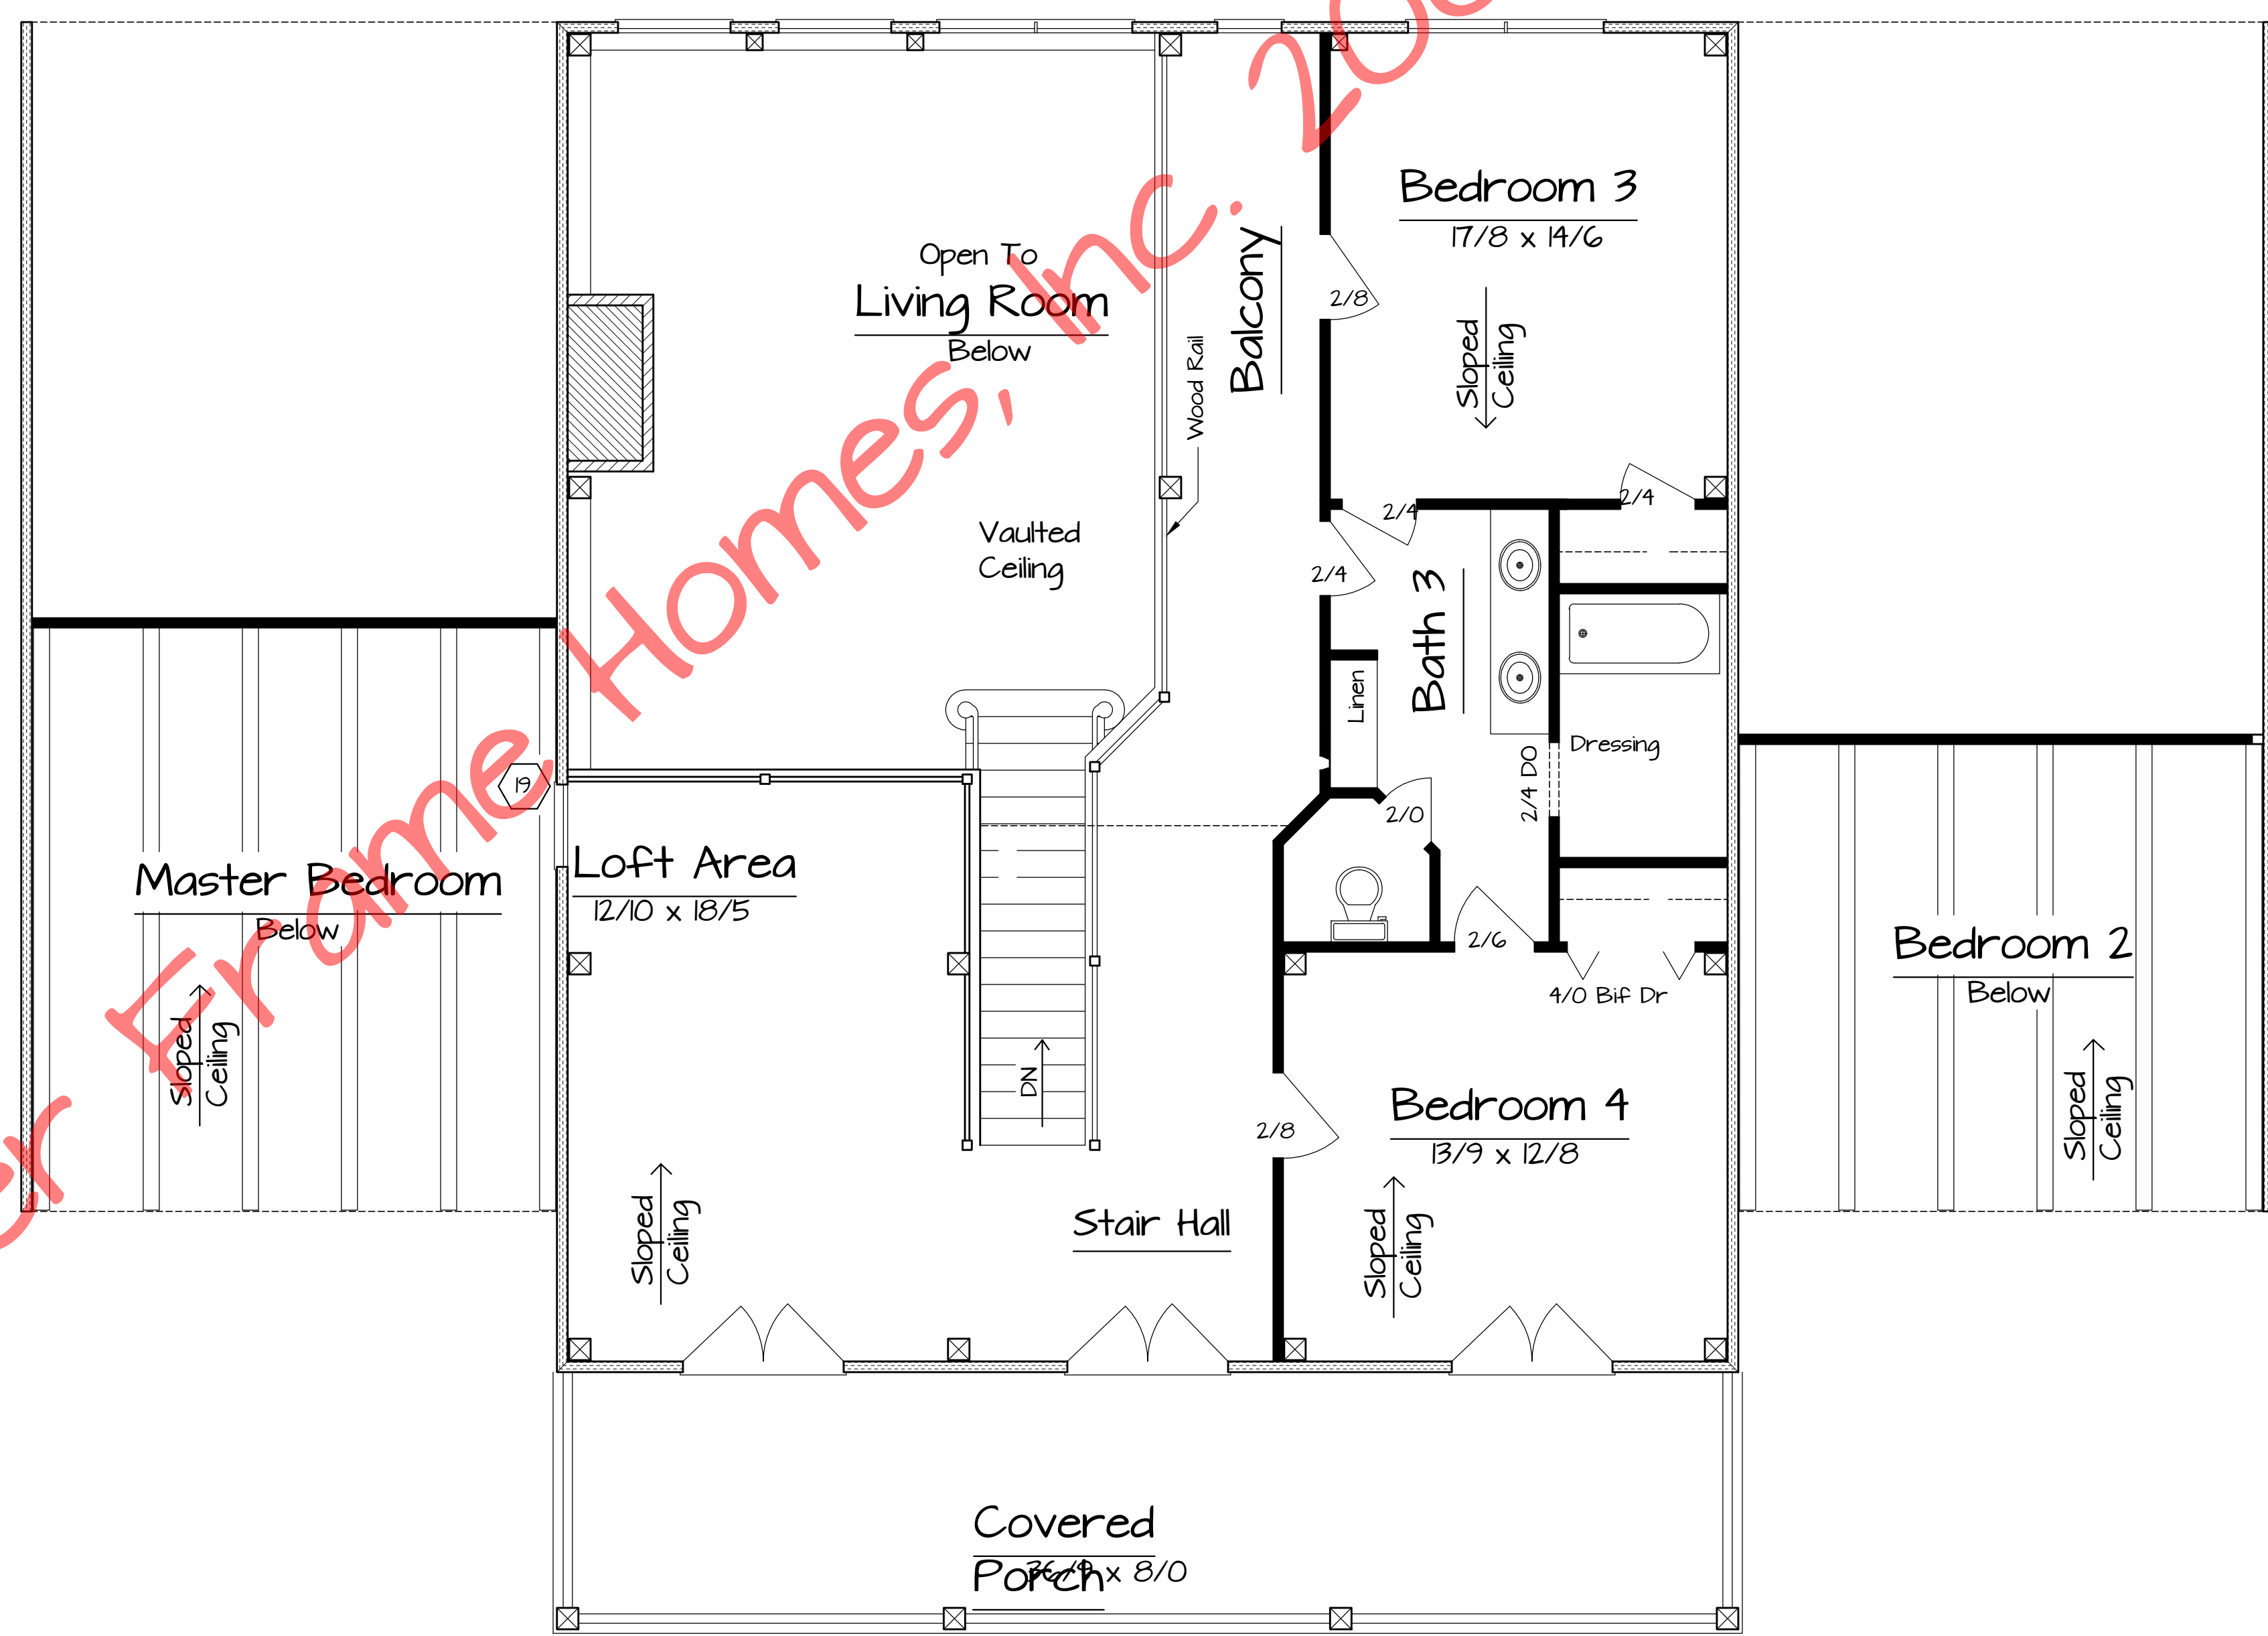 er Frame Homes, Inc. 200
Open To
Living Room
Below
Vaulted
Ceiling
Wood Rail
Balcony
Bedroom 3
17/8 x 14/6
2/8
Sloped
Ceiling
2/4
2/4
2/4
Bath 3
Linen
Dressing
2/4 DO
2/0
2/6
4/0 Bif Dr
19
Loft Area
12/10 x 18/5
Master Bedroom
Below
Sloped
Ceiling
DN
Bedroom 4
13/9 x 12/8
2/8
Sloped
Ceiling
Sloped
Ceiling
Stair Hall
Bedroom 2
Below
Sloped
Ceiling
Covered
Porch
x 8/0